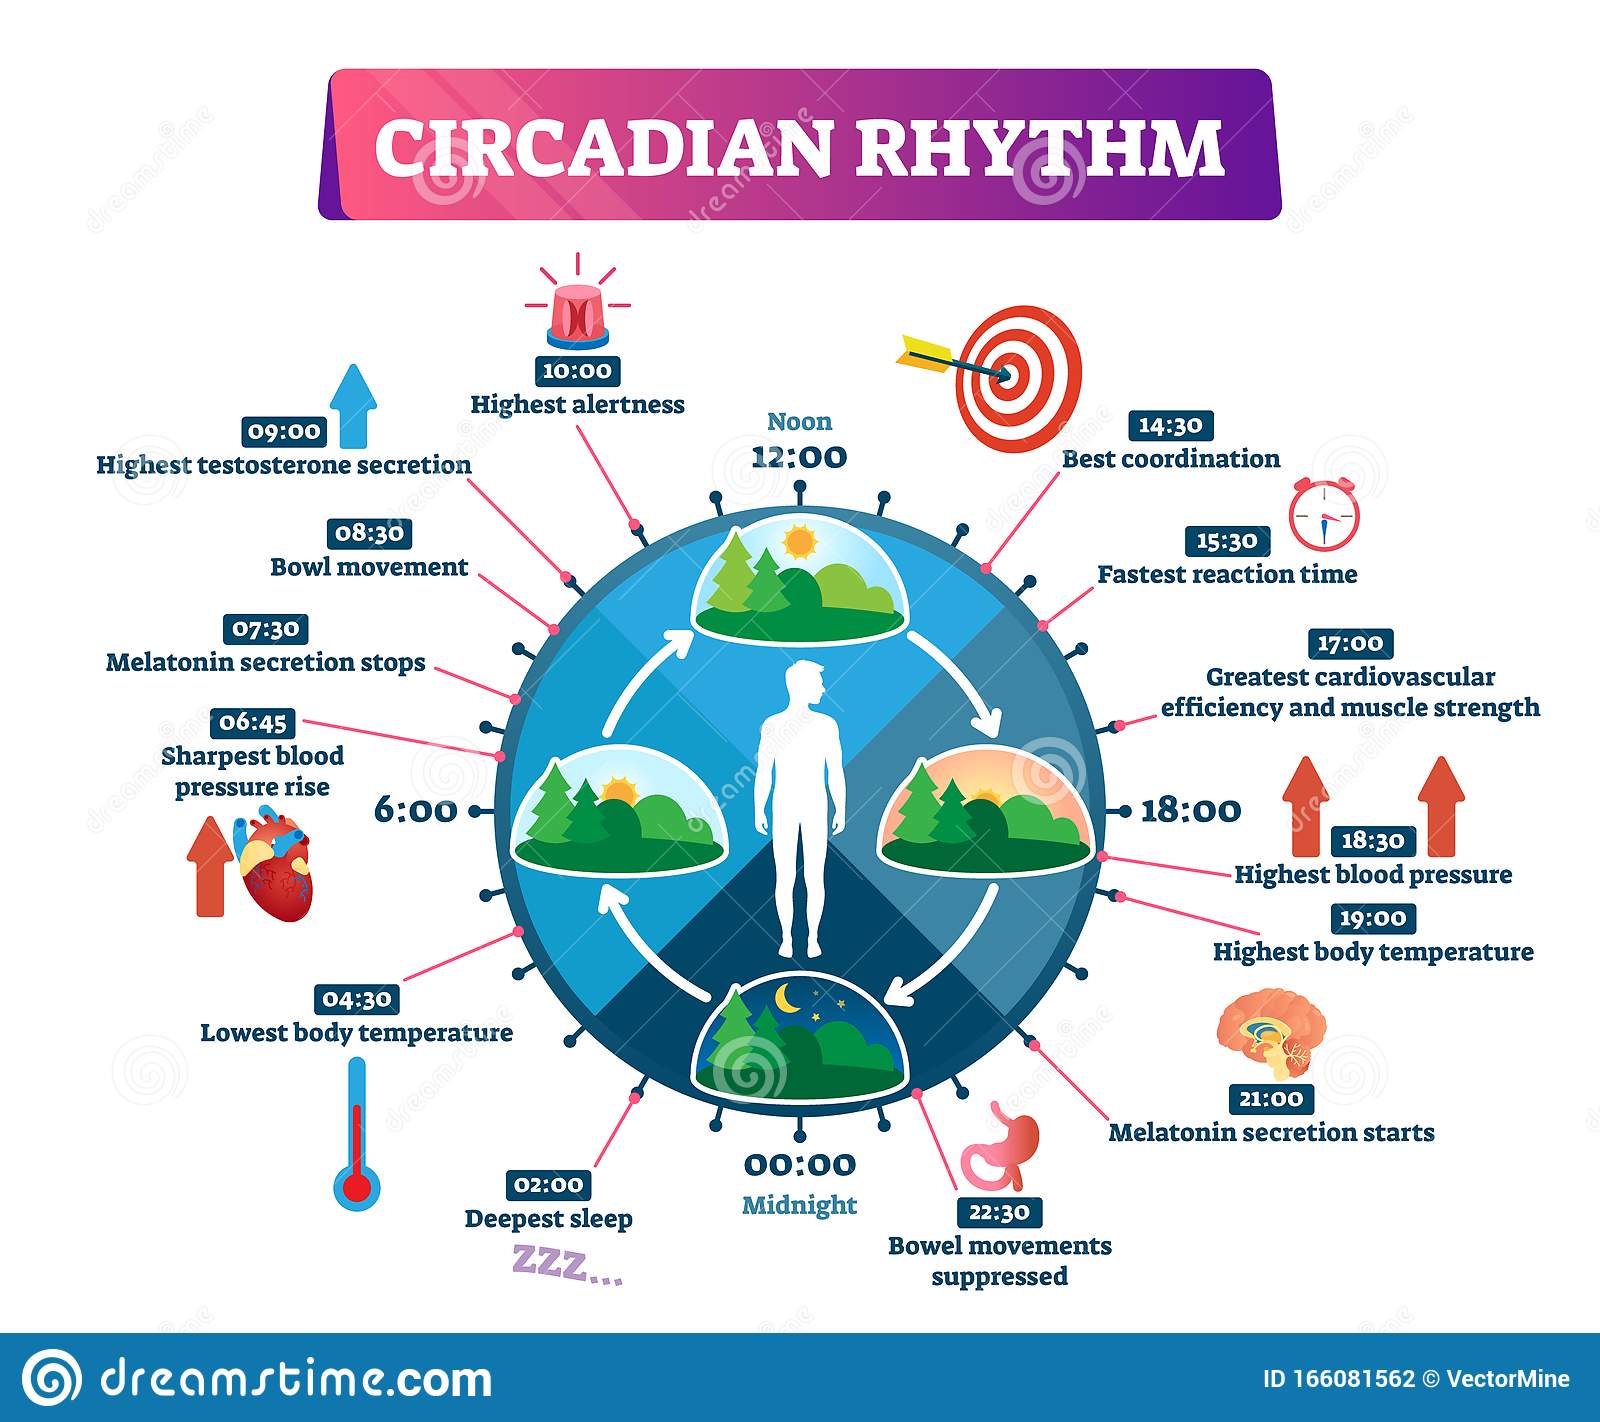 CIRCADIAN RHYTHM
10:00
Highest alertness
09:00
Highest testosterone secretion
08:30
Bowl movement
07:30
Melatonin secretion stops
06:45
Sharpest blood
pressure rise
6:00
04:30
Lowest body temperature
02:00
Deepest sleep
ZZZ...
Noon
12:00
14:30
Best coordination
15:30
Fastest reaction time
17:00
Greatest cardiovascular
efficiency and muscle strength
18:00
18:30
Highest blood pressure
19:00
Highest body temperature
21:00
Melatonin secretion starts
22:30
Bowel movements
suppressed
00:00
Midnight
dreamstime.com
ID 166081562 © VectorMine